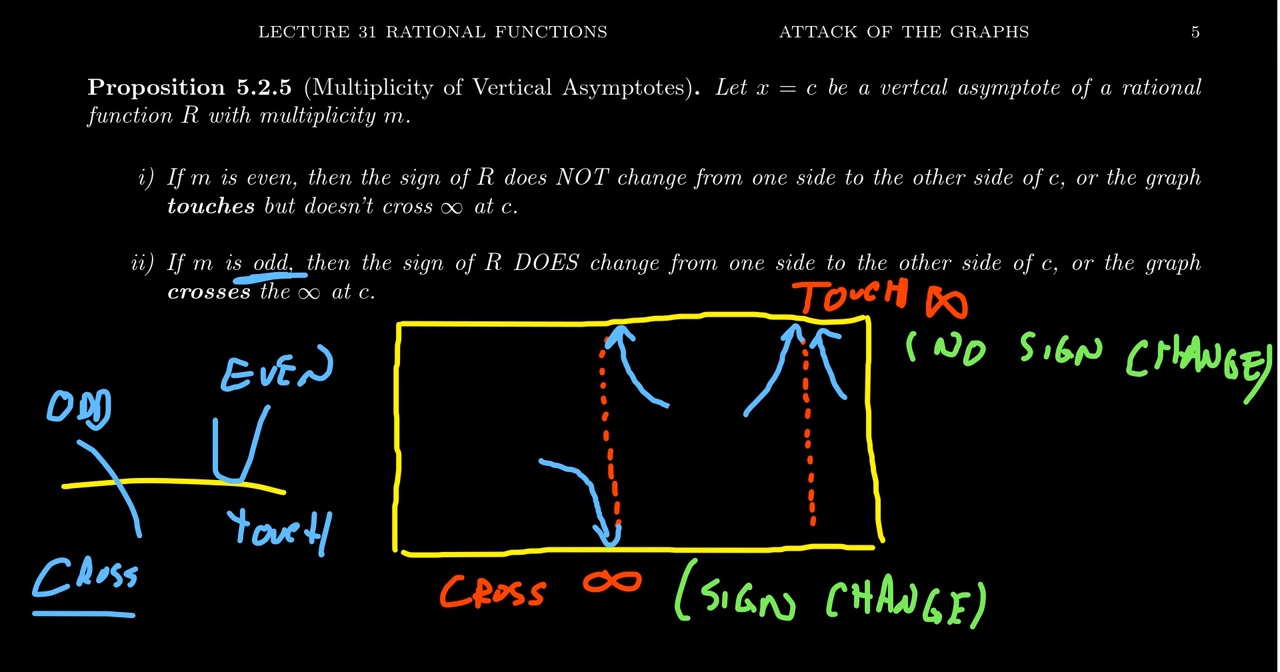 LECTURE 31 RATIONAL FUNCTIONS ATTACK OF THE GRAPHS 5
Proposition 5.2.5 (Multiplicity of Vertical Asymptotes). Let x = c be a vertcal asymptote of a rational
function R with multiplicity m.
i) If m is even, then the sign of R does NOT change from one side to the other side of c, or the graph
touches but doesn't cross ∞ at c.
ii) If m is odd, then the sign of R DOES change from one side to the other side of c, or the graph
crosses the ∞ at c.
TOUCH ∞
(NO SIGN CHANGE)
EVEN
ODD
TOUCH
CROSS
CROSS ∞ (SIGN CHANGE)